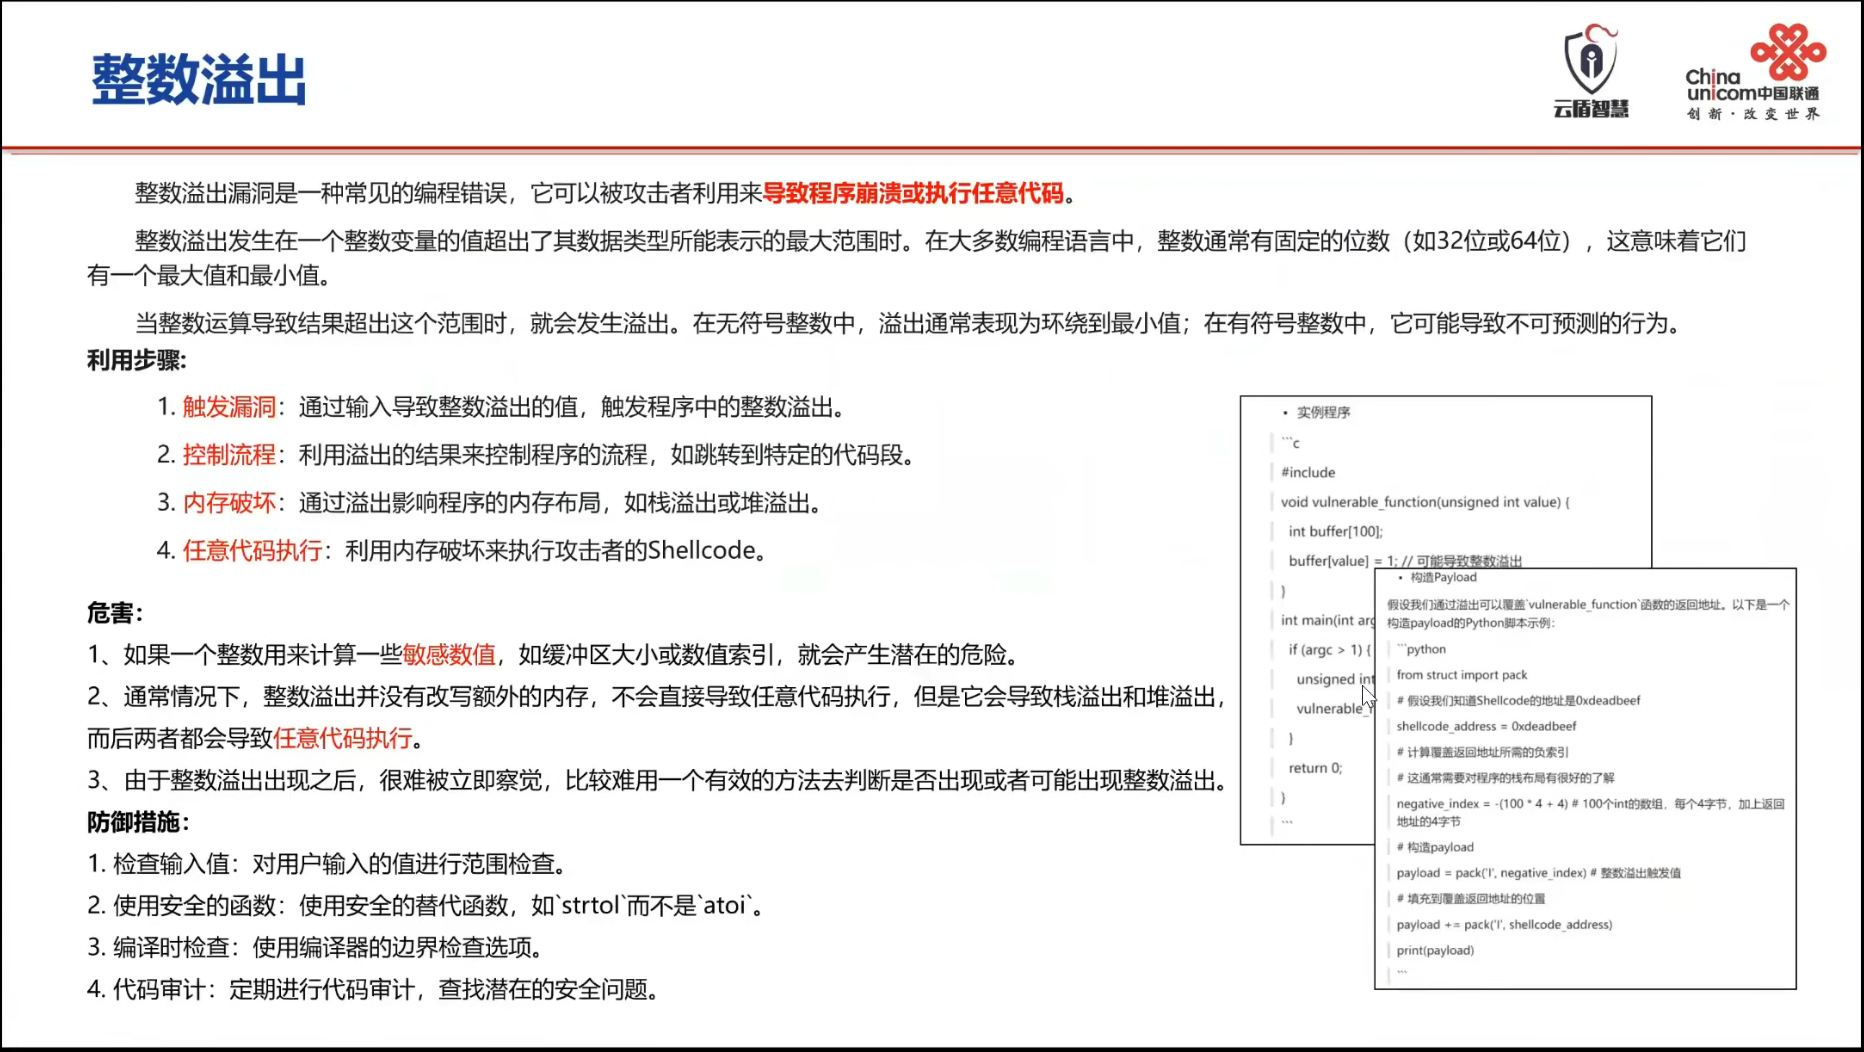 整数溢出
云盾智慧
China
unicom中国联通
创新·改变世界
整数溢出漏洞是一种常见的编程错误，它可以被攻击者利用来导致程序崩溃或执行任意代码。
整数溢出发生在一个整数变量的值超出了其数据类型所能表示的最大范围时。在大多数编程语言中，整数通常有固定的位数（如32位或64位），这意味着它们
有一个最大值和最小值。
当整数运算导致结果超出这个范围时，就会发生溢出。在无符号整数中，溢出通常表现为环绕到最小值；在有符号整数中，它可能导致不可预测的行为。
利用步骤:
1. 触发漏洞：通过输入导致整数溢出的值，触发程序中的整数溢出。
2. 控制流程：利用溢出的结果来控制程序的流程，如跳转到特定的代码段。
3. 内存破坏：通过溢出影响程序的内存布局，如栈溢出或堆溢出。
4. 任意代码执行：利用内存破坏来执行攻击者的Shellcode。
危害：
1、如果一个整数用来计算一些敏感数值，如缓冲区大小或数值索引，就会产生潜在的危险。
2、通常情况下，整数溢出并没有改写额外的内存，不会直接导致任意代码执行，但是它会导致栈溢出和堆溢出，
而后两者都会导致任意代码执行。
3、由于整数溢出出现之后，很难被立即察觉，比较难用一个有效的方法去判断是否出现或者可能出现整数溢出。
防御措施：
1. 检查输入值：对用户输入的值进行范围检查。
2. 使用安全的函数：使用安全的替代函数，如`strtol`而不是`atoi`。
3. 编译时检查：使用编译器的边界检查选项。
4. 代码审计：定期进行代码审计，查找潜在的安全问题。
• 实例程序
```c
#include
void vulnerable_function(unsigned int value) {
int buffer[100];
buffer[value] = 1; // 可能导致整数溢出
}
int main(int arg
if (argc > 1) {
unsigned int
vulnerable_
}
return 0;
}
```
• 构造Payload
假设我们通过溢出可以覆盖`vulnerable_function`函数的返回地址。以下是一个
构造payload的Python脚本示例：
```python
from struct import pack
# 假设我们知道Shellcode的地址是0xdeadbeef
shellcode_address = 0xdeadbeef
# 计算覆盖返回地址所需的负索引
# 这通常需要对程序的栈布局有很好的了解
negative_index = -(100 * 4 + 4) # 100个int的数组，每个4字节，加上返回
地址的4字节
# 构造payload
payload = pack('I', negative_index) # 整数溢出触发值
# 填充到覆盖返回地址的位置
payload += pack('I', shellcode_address)
print(payload)
```